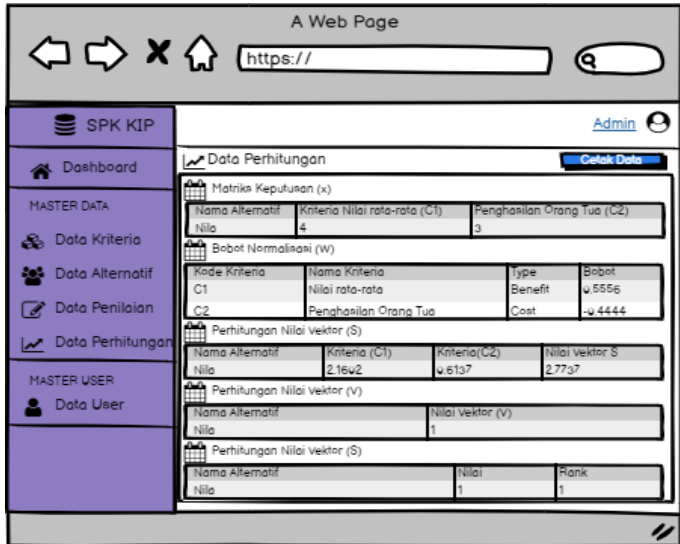 A Web Page
https://
SPK KIP
Admin
Dashboard
MASTER DATA
Data Kriteria
Data Alternatif
Data Penilaian
Data Perhitungan
MASTER USER
Data User
Data Perhitungan
Cetak Data
Matriks Keputusan (x)
Nama Alternatif Kriteria Nilai rata-rata (C1) Penghasilan Orang Tua (C2)
Nila 4 3
Bobot Normalisasi (W)
Kode Kriteria Nama Kriteria Type Bobot
C1 Nilai rata-rata Benefit 0.5556
C2 Penghasilan Orang Tua Cost -0.4444
Perhitungan Nilai Vektor (S)
Nama Alternatif Kriteria (C1) Kriteria(C2) Nilai Vektor S
Nila 2.1602 0.6137 2.7737
Perhitungan Nilai Vektor (V)
Nama Alternatif Nilai Vektor (V)
Nila 1
Perhitungan Nilai Vektor (S)
Nama Alternatif Nilai Rank
Nila 1 1